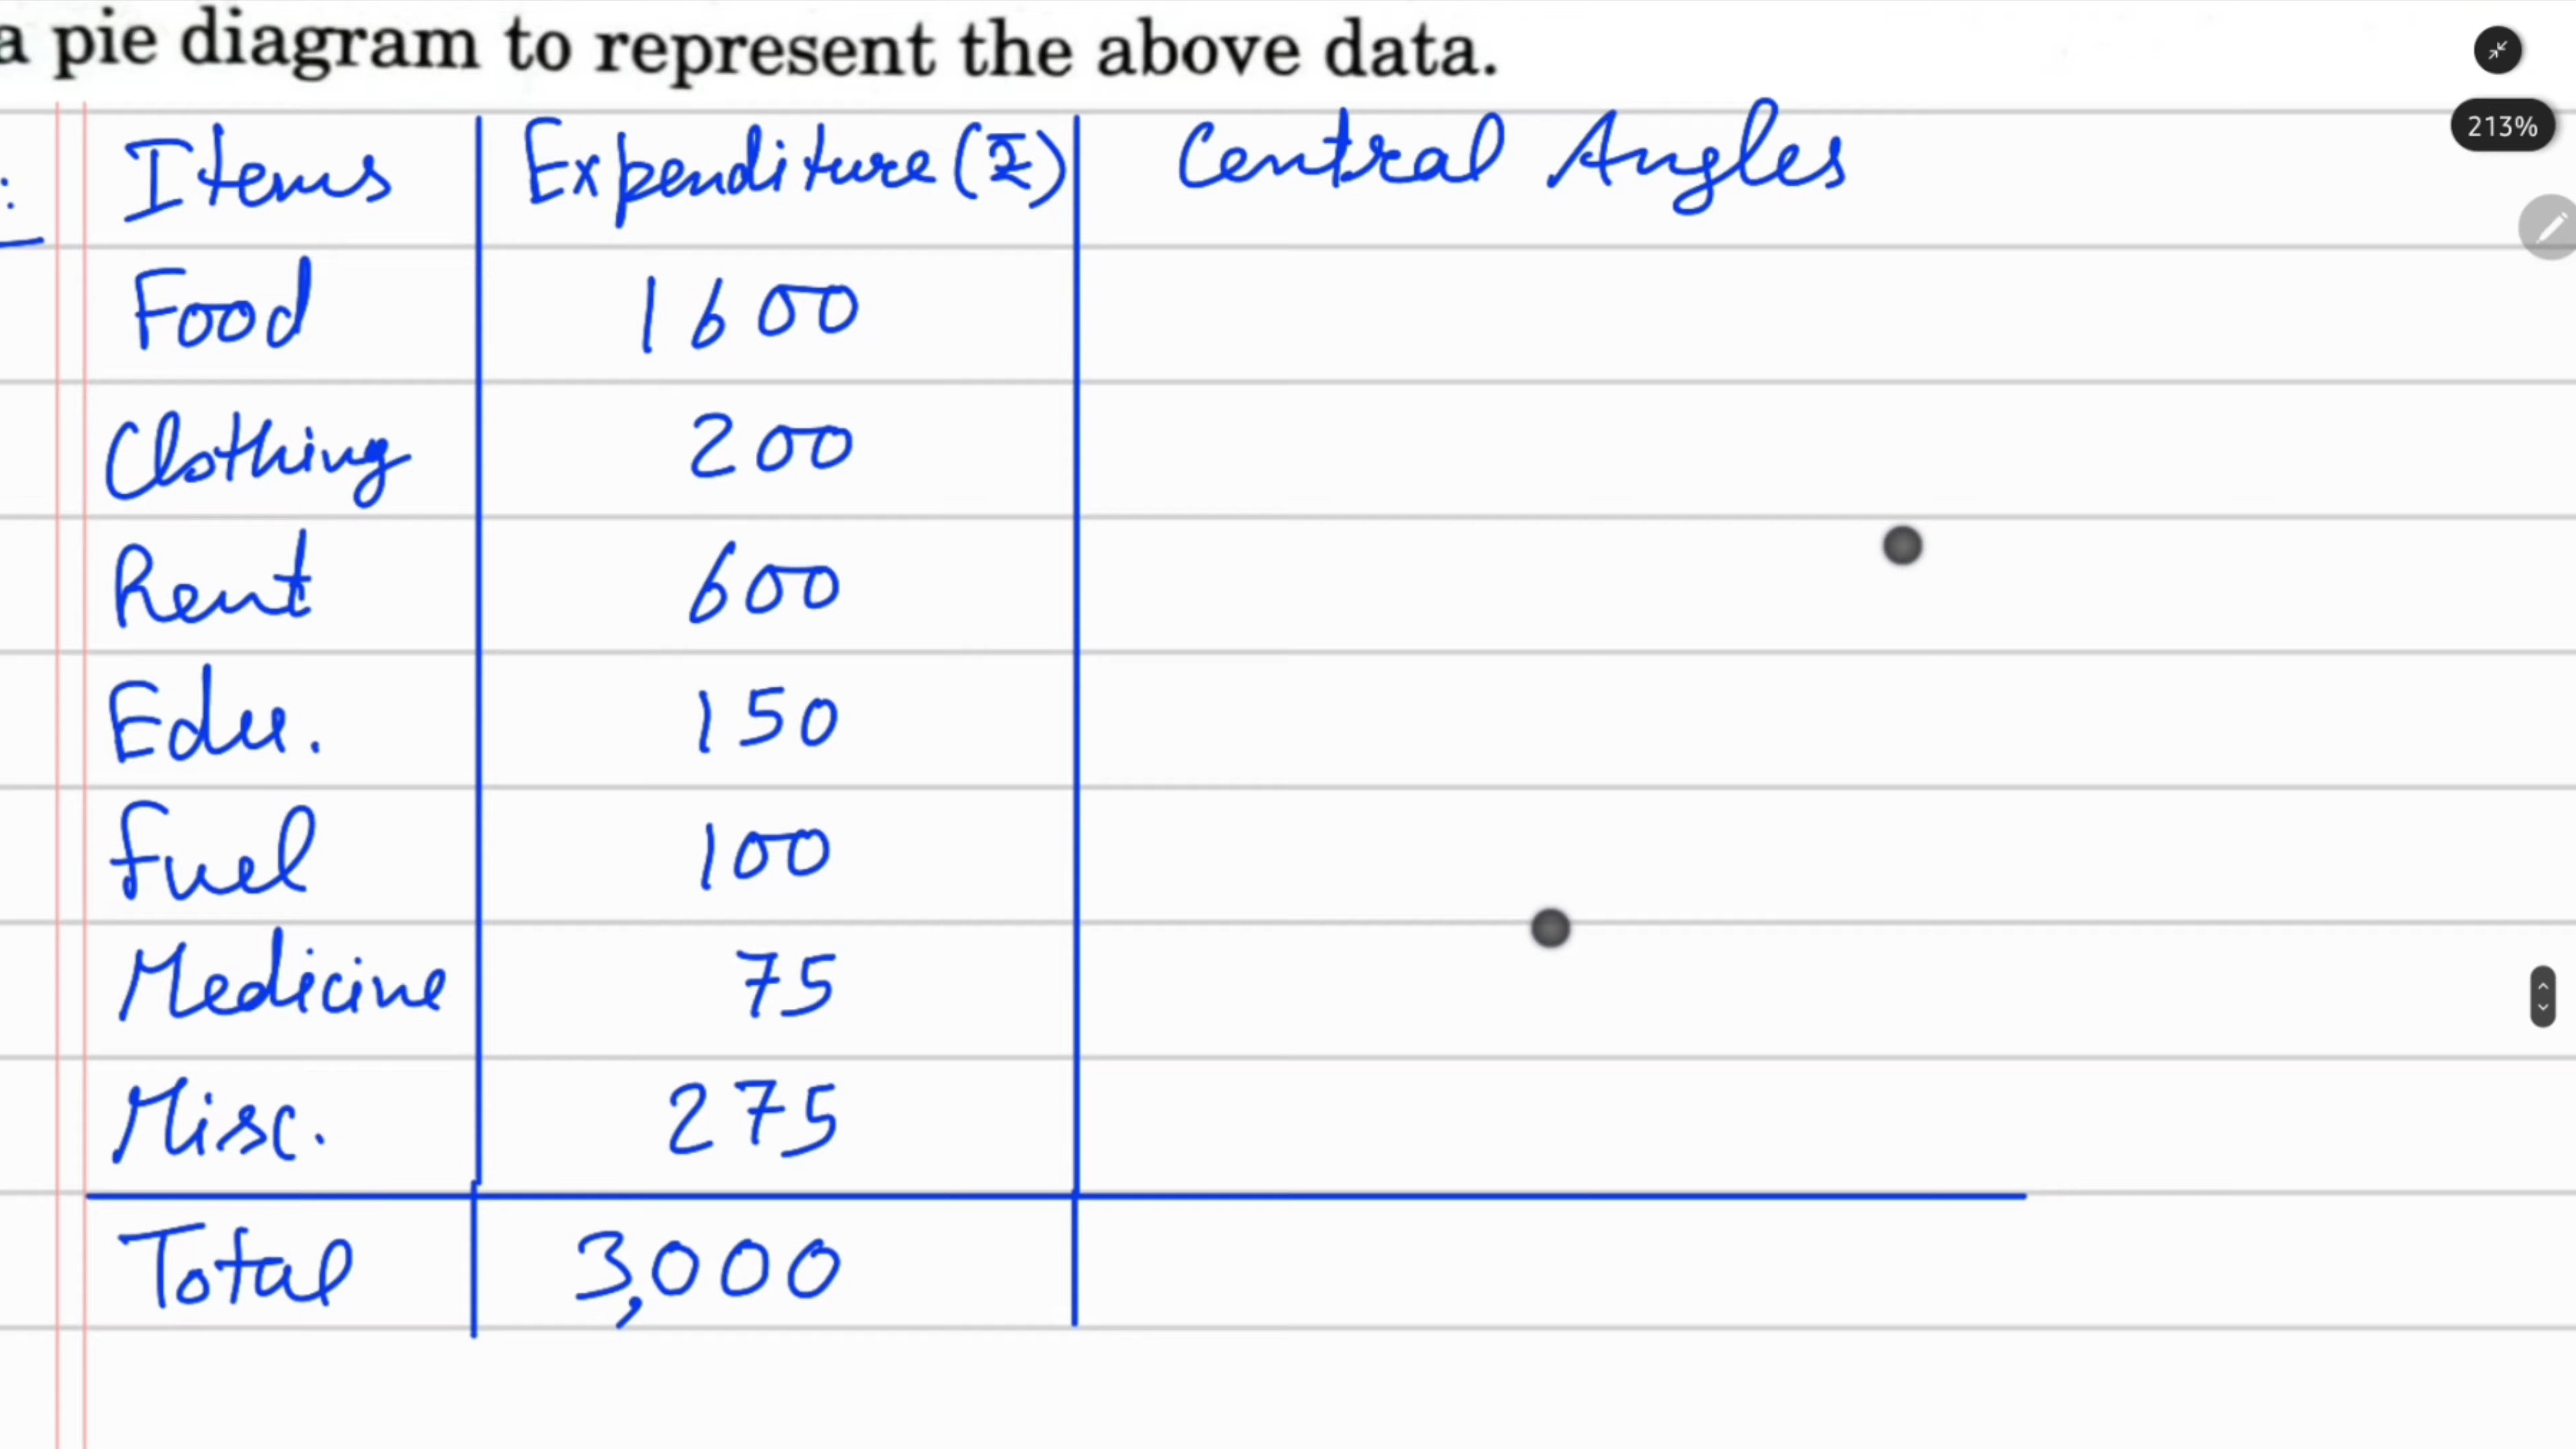 a pie diagram to represent the above data.
213%
: Items Expenditure (₹) Central Angles
Food 1600
Clothing 200
Rent 600
Edu. 150
Fuel 100
Medicine 75
Misc. 275
Total 3,000